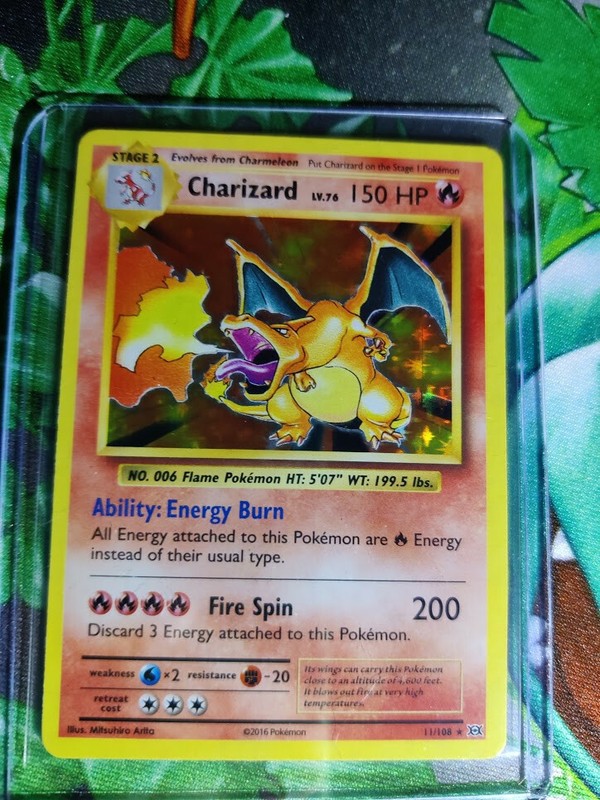 STAGE 2 Evolves from Charmeleon Put Charizard on the Stage 1 Pokémon
Charizard LV.76 150 HP
NO. 006 Flame Pokémon HT: 5'07" WT: 199.5 lbs.
Ability: Energy Burn
All Energy attached to this Pokémon are Energy
instead of their usual type.
Fire Spin 200
Discard 3 Energy attached to this Pokémon.
weakness ×2 resistance -20
retreat
cost
Its wings can carry this Pokémon
close to an altitude of 4,600 feet.
It blows out fire at very high
temperatures.
Illus. Mitsuhiro Arita ©2016 Pokémon 11/108 ★